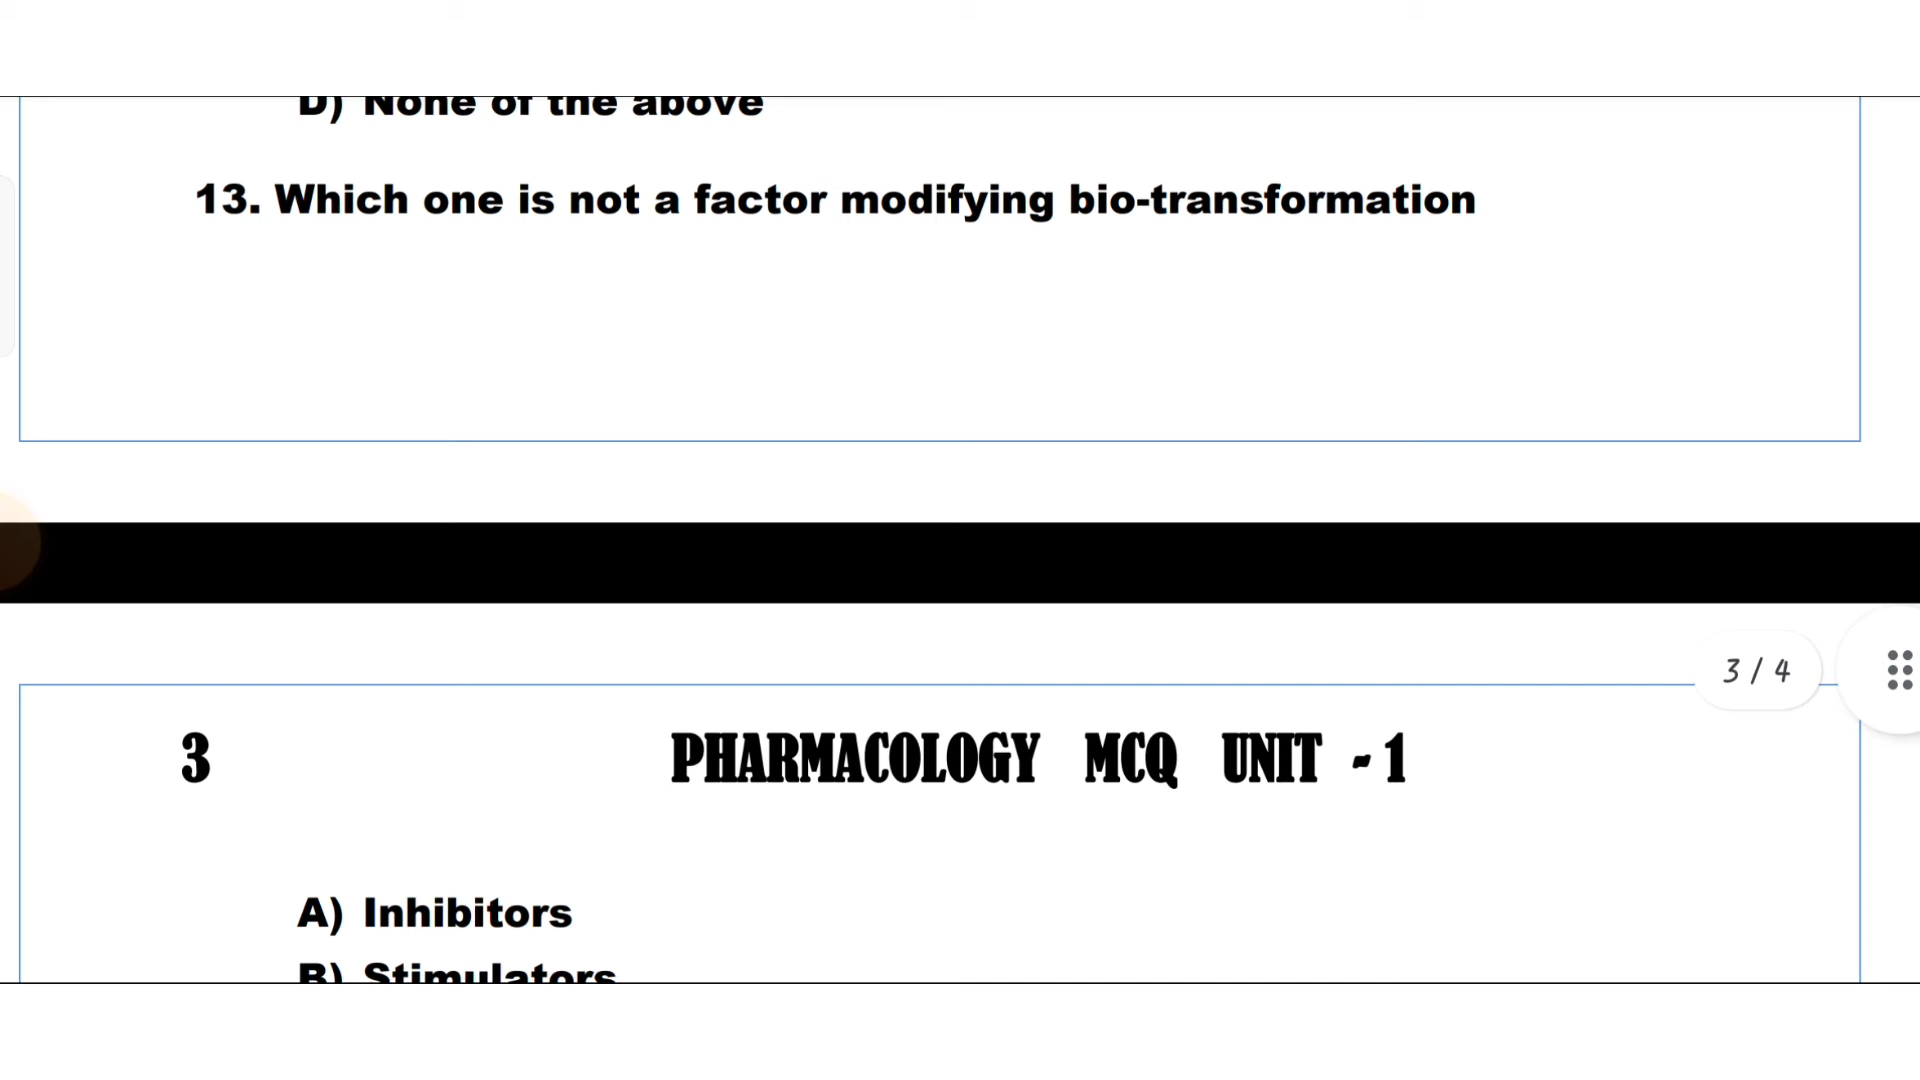 D) None of the above
13. Which one is not a factor modifying bio-transformation
3 / 4
3 PHARMACOLOGY MCQ UNIT - 1
A) Inhibitors
B) Stimulators